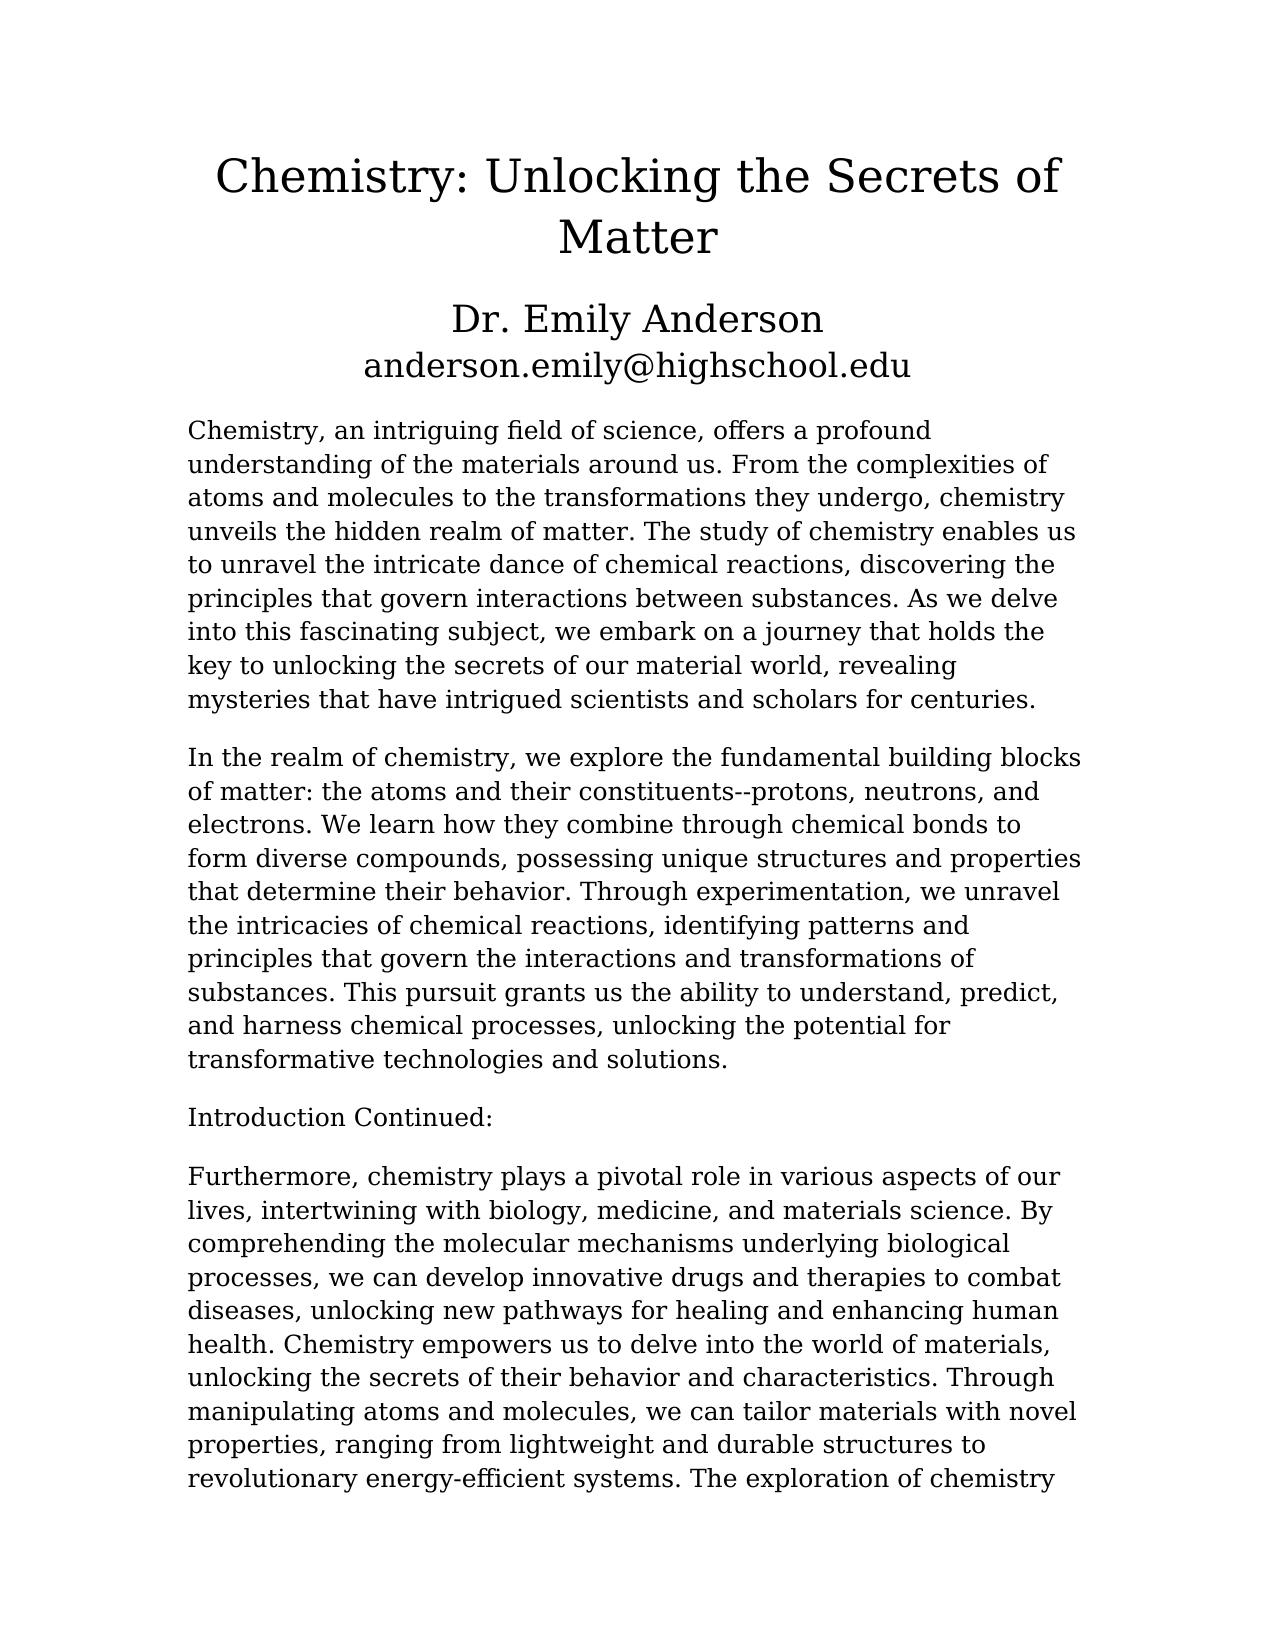 Chemistry: Unlocking the Secrets of
Matter
Dr. Emily Anderson
anderson.emily@highschool.edu
Chemistry, an intriguing field of science, offers a profound
understanding of the materials around us. From the complexities of
atoms and molecules to the transformations they undergo, chemistry
unveils the hidden realm of matter. The study of chemistry enables us
to unravel the intricate dance of chemical reactions, discovering the
principles that govern interactions between substances. As we delve
into this fascinating subject, we embark on a journey that holds the
key to unlocking the secrets of our material world, revealing
mysteries that have intrigued scientists and scholars for centuries.
In the realm of chemistry, we explore the fundamental building blocks
of matter: the atoms and their constituents--protons, neutrons, and
electrons. We learn how they combine through chemical bonds to
form diverse compounds, possessing unique structures and properties
that determine their behavior. Through experimentation, we unravel
the intricacies of chemical reactions, identifying patterns and
principles that govern the interactions and transformations of
substances. This pursuit grants us the ability to understand, predict,
and harness chemical processes, unlocking the potential for
transformative technologies and solutions.
Introduction Continued:
Furthermore, chemistry plays a pivotal role in various aspects of our
lives, intertwining with biology, medicine, and materials science. By
comprehending the molecular mechanisms underlying biological
processes, we can develop innovative drugs and therapies to combat
diseases, unlocking new pathways for healing and enhancing human
health. Chemistry empowers us to delve into the world of materials,
unlocking the secrets of their behavior and characteristics. Through
manipulating atoms and molecules, we can tailor materials with novel
properties, ranging from lightweight and durable structures to
revolutionary energy-efficient systems. The exploration of chemistry